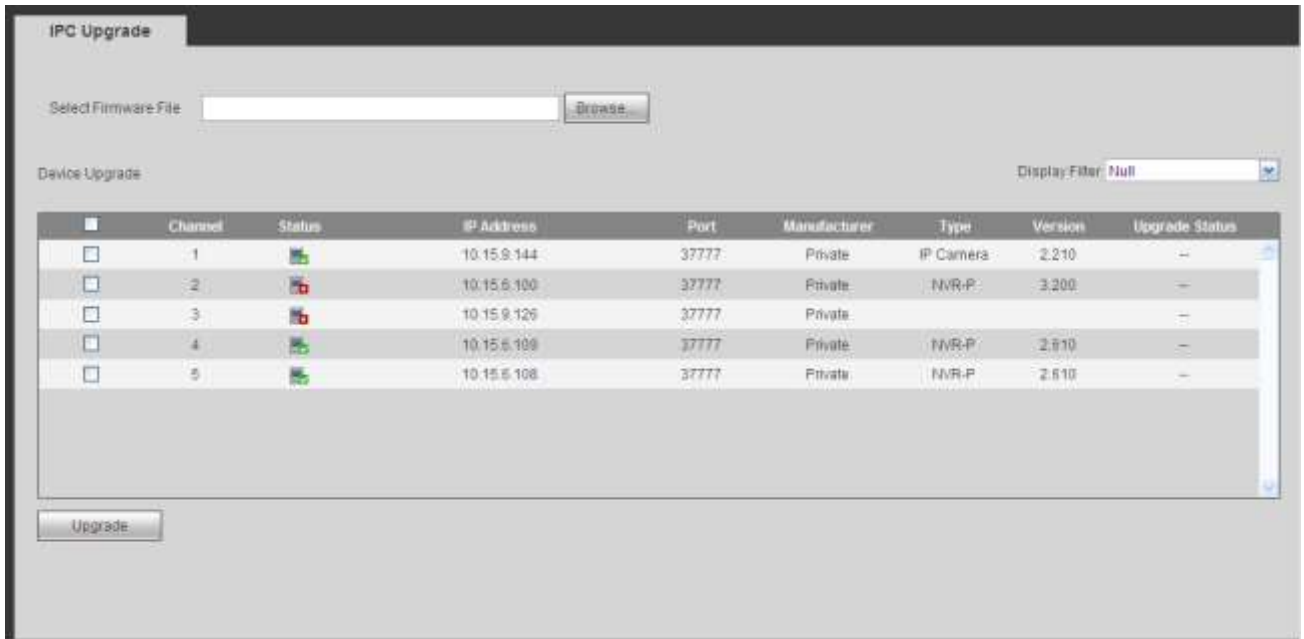 IPC Upgrade
Select Firmware File Browse...
Device Upgrade Display Filter Null
Channel Status IP Address Port Manufacturer Type Version Upgrade Status
1 10.15.9.144 37777 Private IP Camera 2.210 --
2 10.15.6.100 37777 Private NVR-P 3.200 --
3 10.15.9.126 37777 Private --
4 10.15.6.109 37777 Private NVR-P 2.610 --
5 10.15.6.108 37777 Private NVR-P 2.610 --
Upgrade